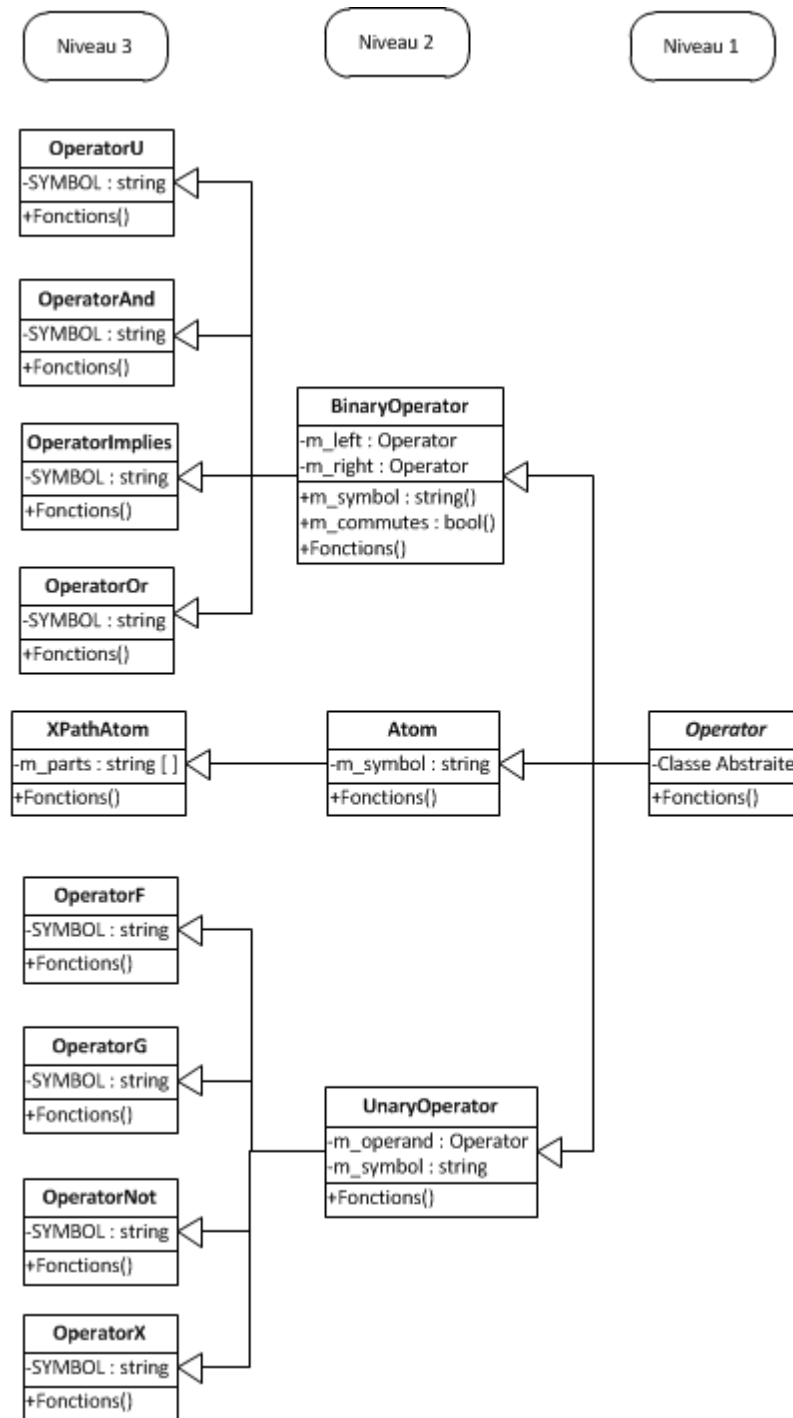 Niveau 3
Niveau 2
Niveau 1
OperatorU
-SYMBOL : string
+Fonctions()
OperatorAnd
-SYMBOL : string
+Fonctions()
OperatorImplies
-SYMBOL : string
+Fonctions()
OperatorOr
-SYMBOL : string
+Fonctions()
BinaryOperator
-m_left : Operator
-m_right : Operator
+m_symbol : string()
+m_commutes : bool()
+Fonctions()
XPathAtom
-m_parts : string [ ]
+Fonctions()
Atom
-m_symbol : string
+Fonctions()
Operator
-Classe Abstraite
+Fonctions()
OperatorF
-SYMBOL : string
+Fonctions()
OperatorG
-SYMBOL : string
+Fonctions()
OperatorNot
-SYMBOL : string
+Fonctions()
OperatorX
-SYMBOL : string
+Fonctions()
UnaryOperator
-m_operand : Operator
-m_symbol : string
+Fonctions()